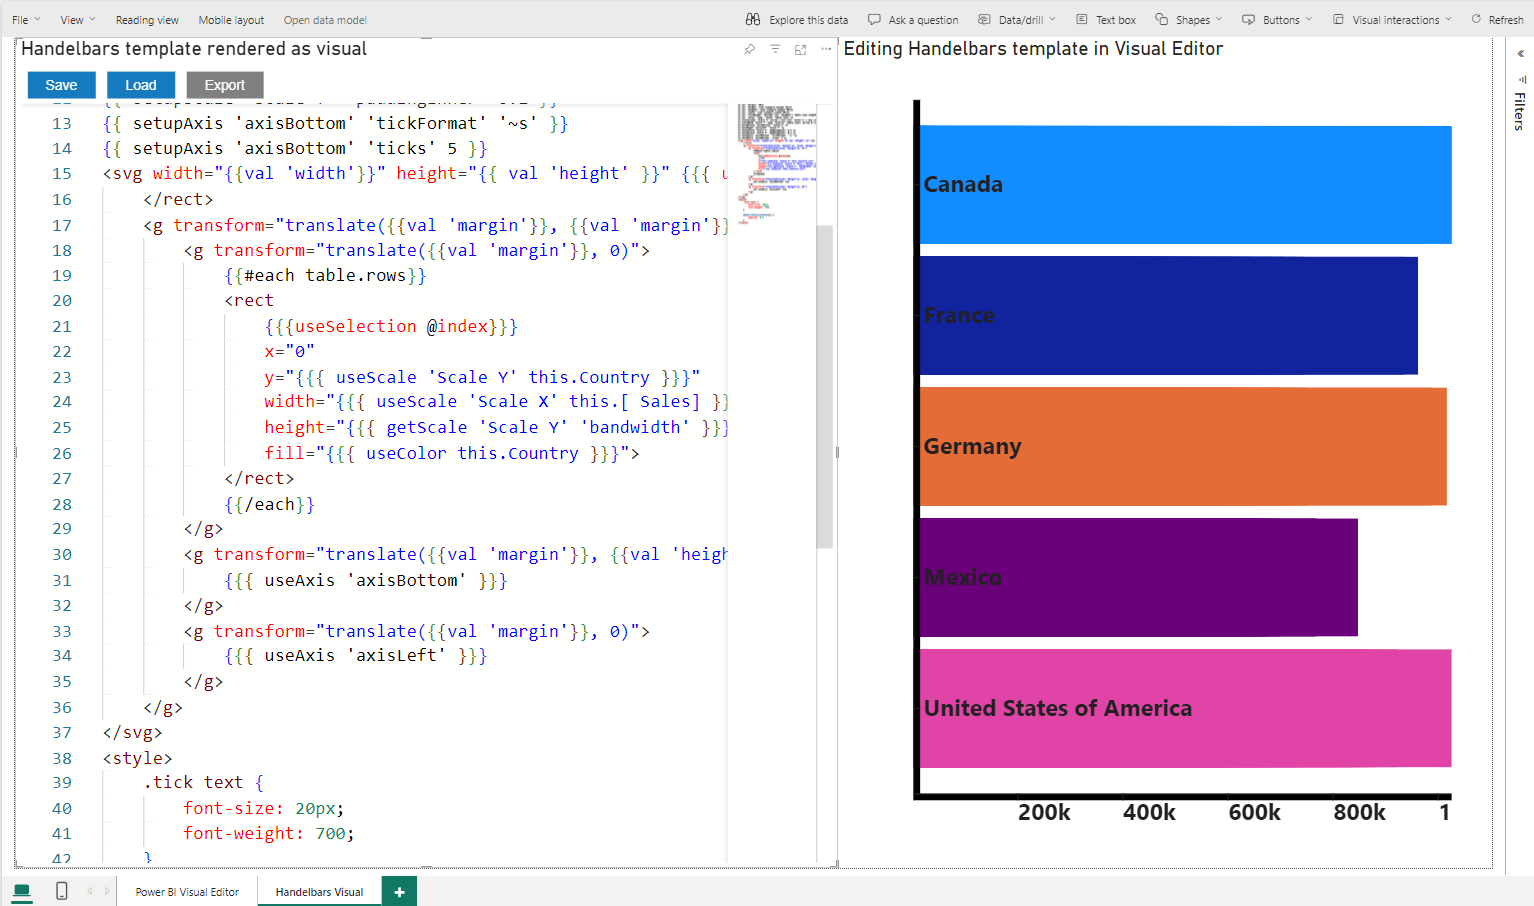 File View Reading view Mobile layout Open data model Explore this data Ask a question Data/drill Text box Shapes Buttons Visual interactions Refresh
Handelbars template rendered as visual
Save Load Export
13 {{ setupAxis 'axisBottom' 'tickFormat' '~s' }}
14 {{ setupAxis 'axisBottom' 'ticks' 5 }}
15 <svg width="{{val 'width'}}" height="{{ val 'height' }}" {{{ u
16 </rect>
17 <g transform="translate({{val 'margin'}}, {{val 'margin'}}
18 <g transform="translate({{val 'margin'}}, 0)">
19 {{#each table.rows}}
20 <rect
21 {{{useSelection @index}}}
22 x="0"
23 y="{{{ useScale 'Scale Y' this.Country }}}"
24 width="{{{ useScale 'Scale X' this.[ Sales] }}
25 height="{{{ getScale 'Scale Y' 'bandwidth' }}}
26 fill="{{{ useColor this.Country }}}">
27 </rect>
28 {{/each}}
29 </g>
30 <g transform="translate({{val 'margin'}}, {{val 'heigh
31 {{{ useAxis 'axisBottom' }}}
32 </g>
33 <g transform="translate({{val 'margin'}}, 0)">
34 {{{ useAxis 'axisLeft' }}}
35 </g>
36 </g>
37 </svg>
38 <style>
39 .tick text {
40 font-size: 20px;
41 font-weight: 700;
42 }
Editing Handelbars template in Visual Editor
Canada
France
Germany
Mexico
United States of America
200k 400k 600k 800k 1
Filters
Power BI Visual Editor Handelbars Visual +